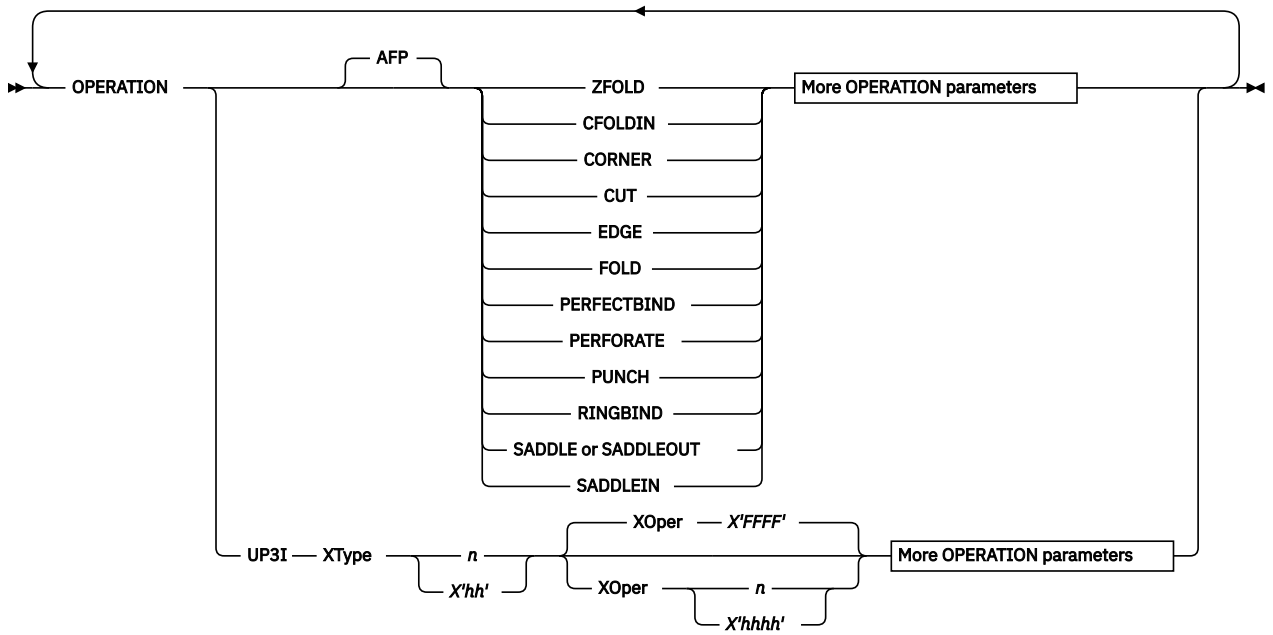 AFP
OPERATION
ZFOLD
More OPERATION parameters
CFOLDIN
CORNER
CUT
EDGE
FOLD
PERFECTBIND
PERFORATE
PUNCH
RINGBIND
SADDLE or SADDLEOUT
SADDLEIN
XOper X'FFFF'
UP3I XType n
More OPERATION parameters
X'hh'
XOper n
X'hhhh'